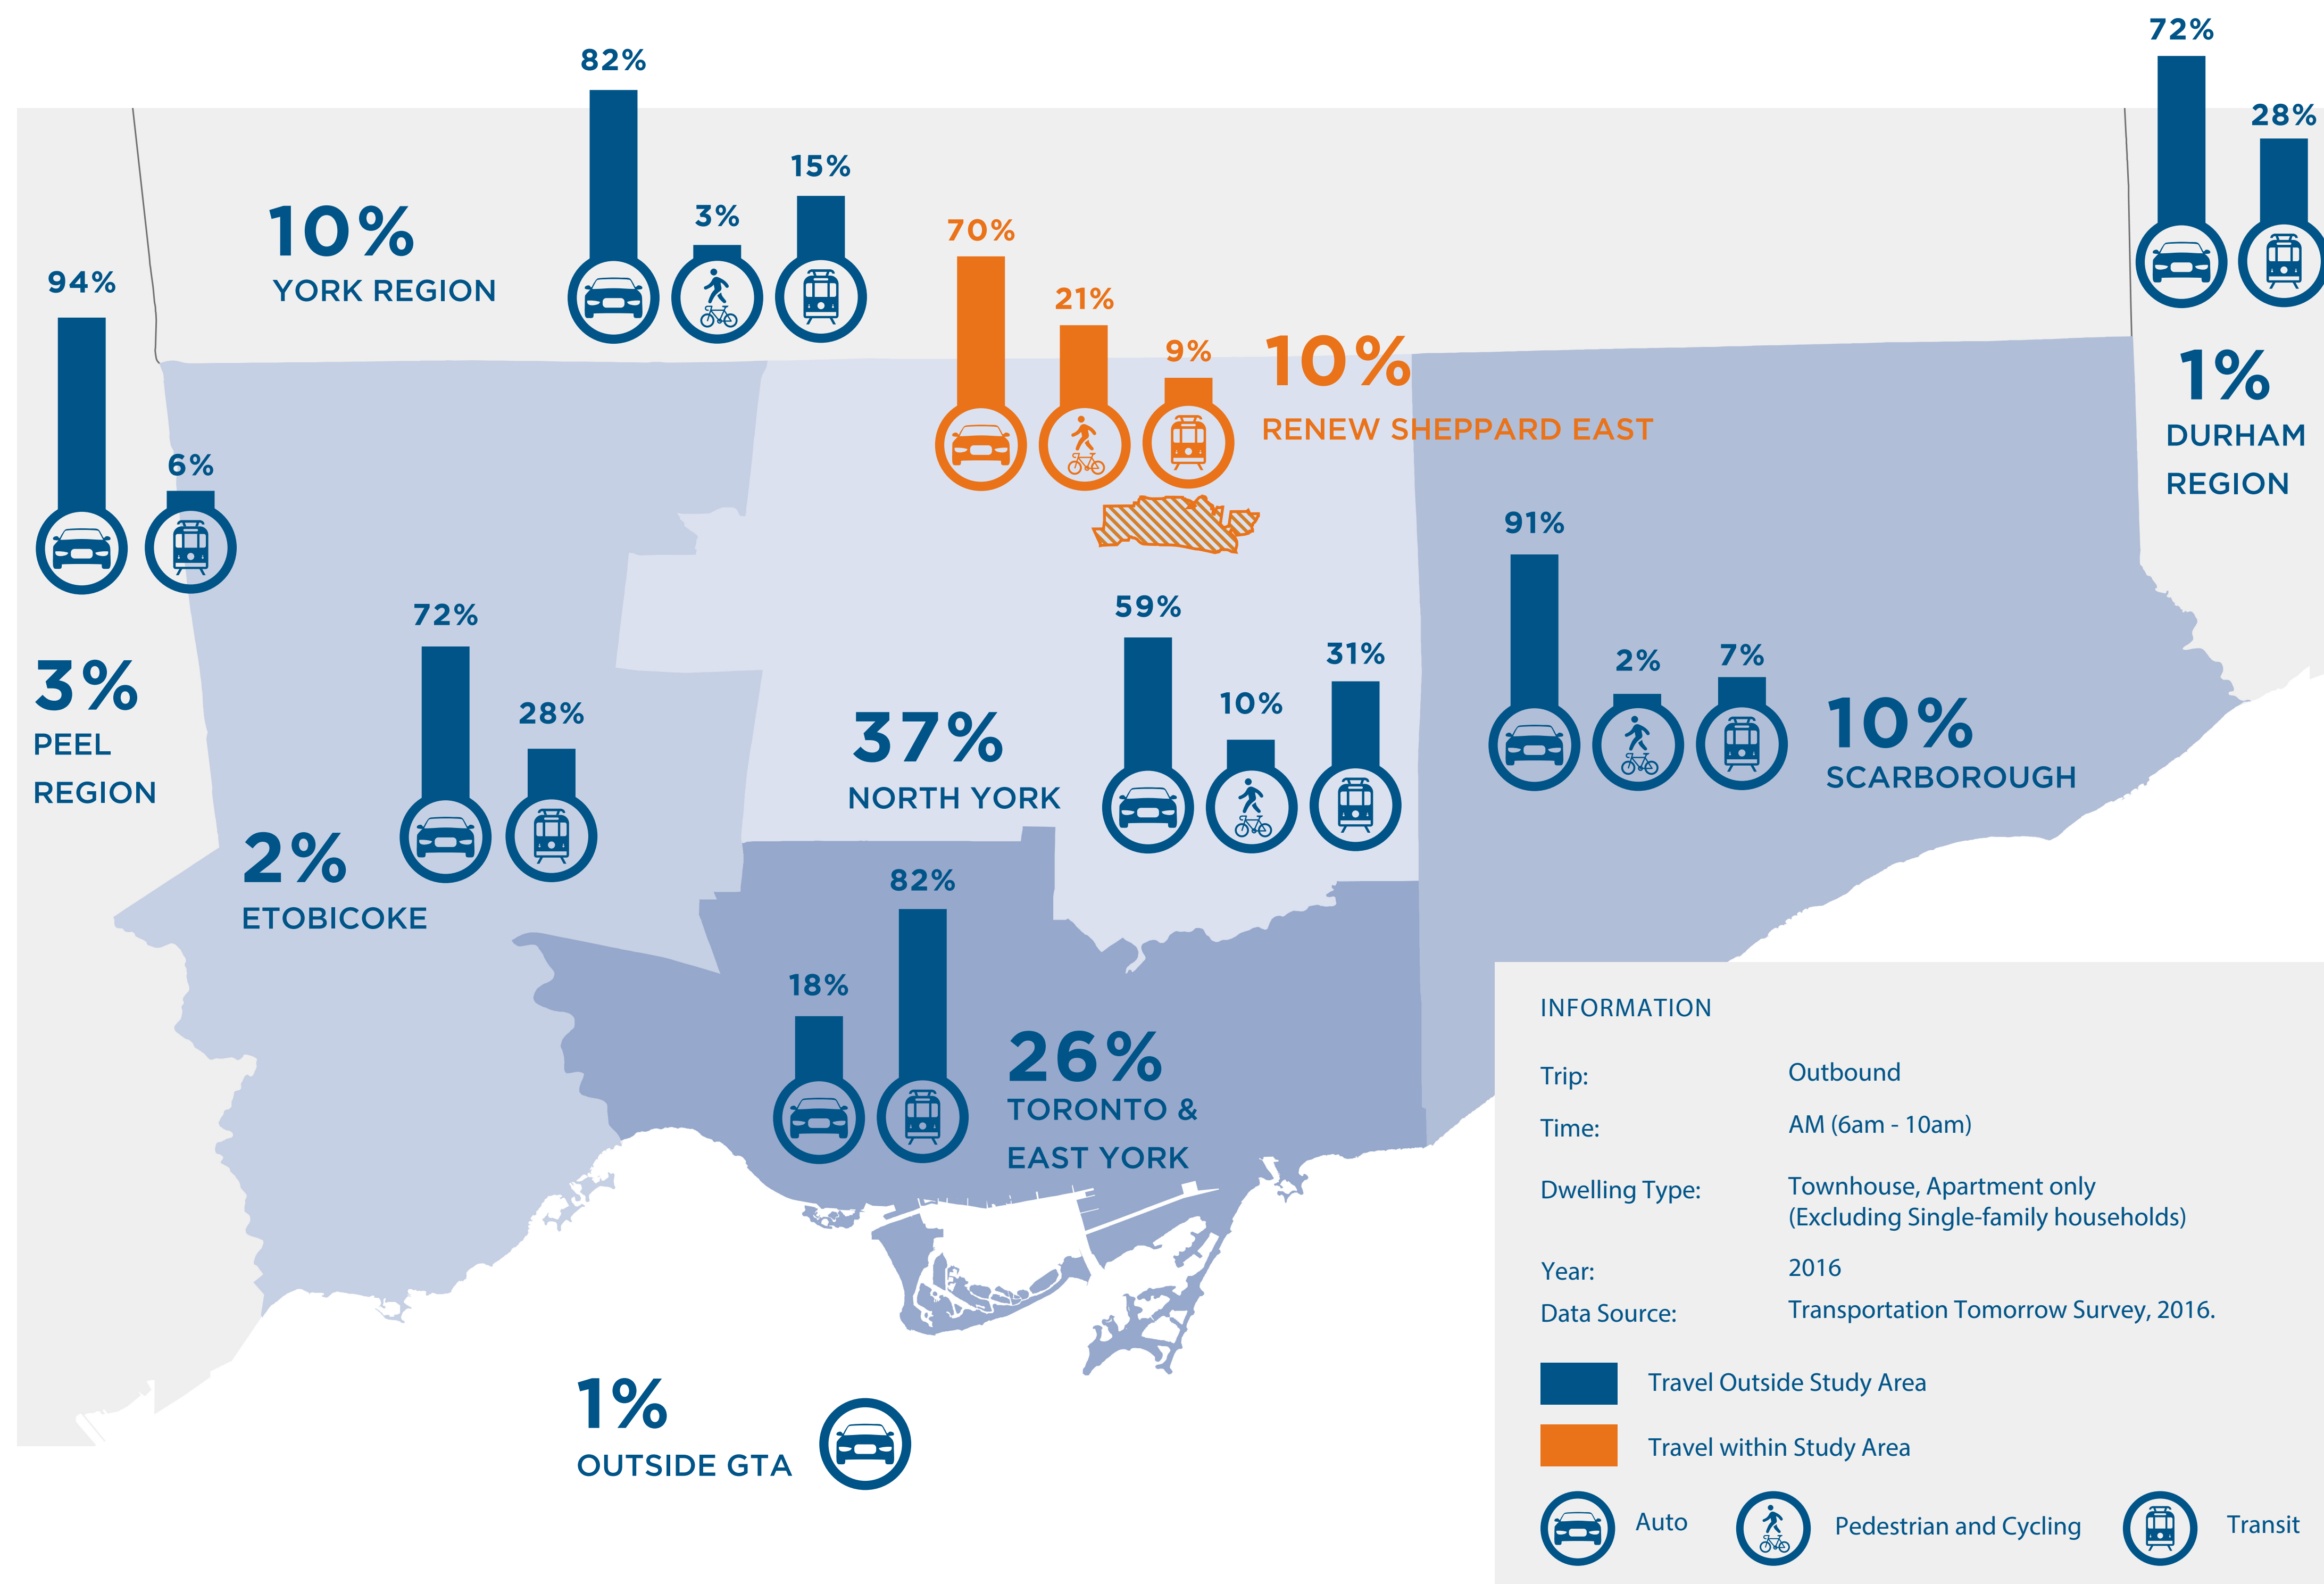 72%
82%
28%
15%
3%
10%
YORK REGION
70%
94%
21%
9%
10%
RENEW SHEPPARD EAST
1%
DURHAM
REGION
6%
91%
72%
59%
31%
2%
7%
3%
PEEL
REGION
28%
37%
NORTH YORK
10%
10%
SCARBOROUGH
2%
ETOBICOKE
82%
18%
26%
TORONTO &
EAST YORK
1%
OUTSIDE GTA
INFORMATION
Trip: Outbound
Time: AM (6am - 10am)
Dwelling Type: Townhouse, Apartment only
(Excluding Single-family households)
Year: 2016
Data Source: Transportation Tomorrow Survey, 2016.
Travel Outside Study Area
Travel within Study Area
Auto Pedestrian and Cycling Transit